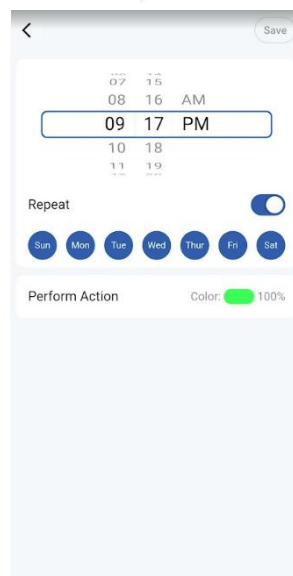 Save
07 15
08 16 AM
09 17 PM
10 18
11 19
Repeat
Sun Mon Tue Wed Thur Fri Sat
Perform Action Color: 100%